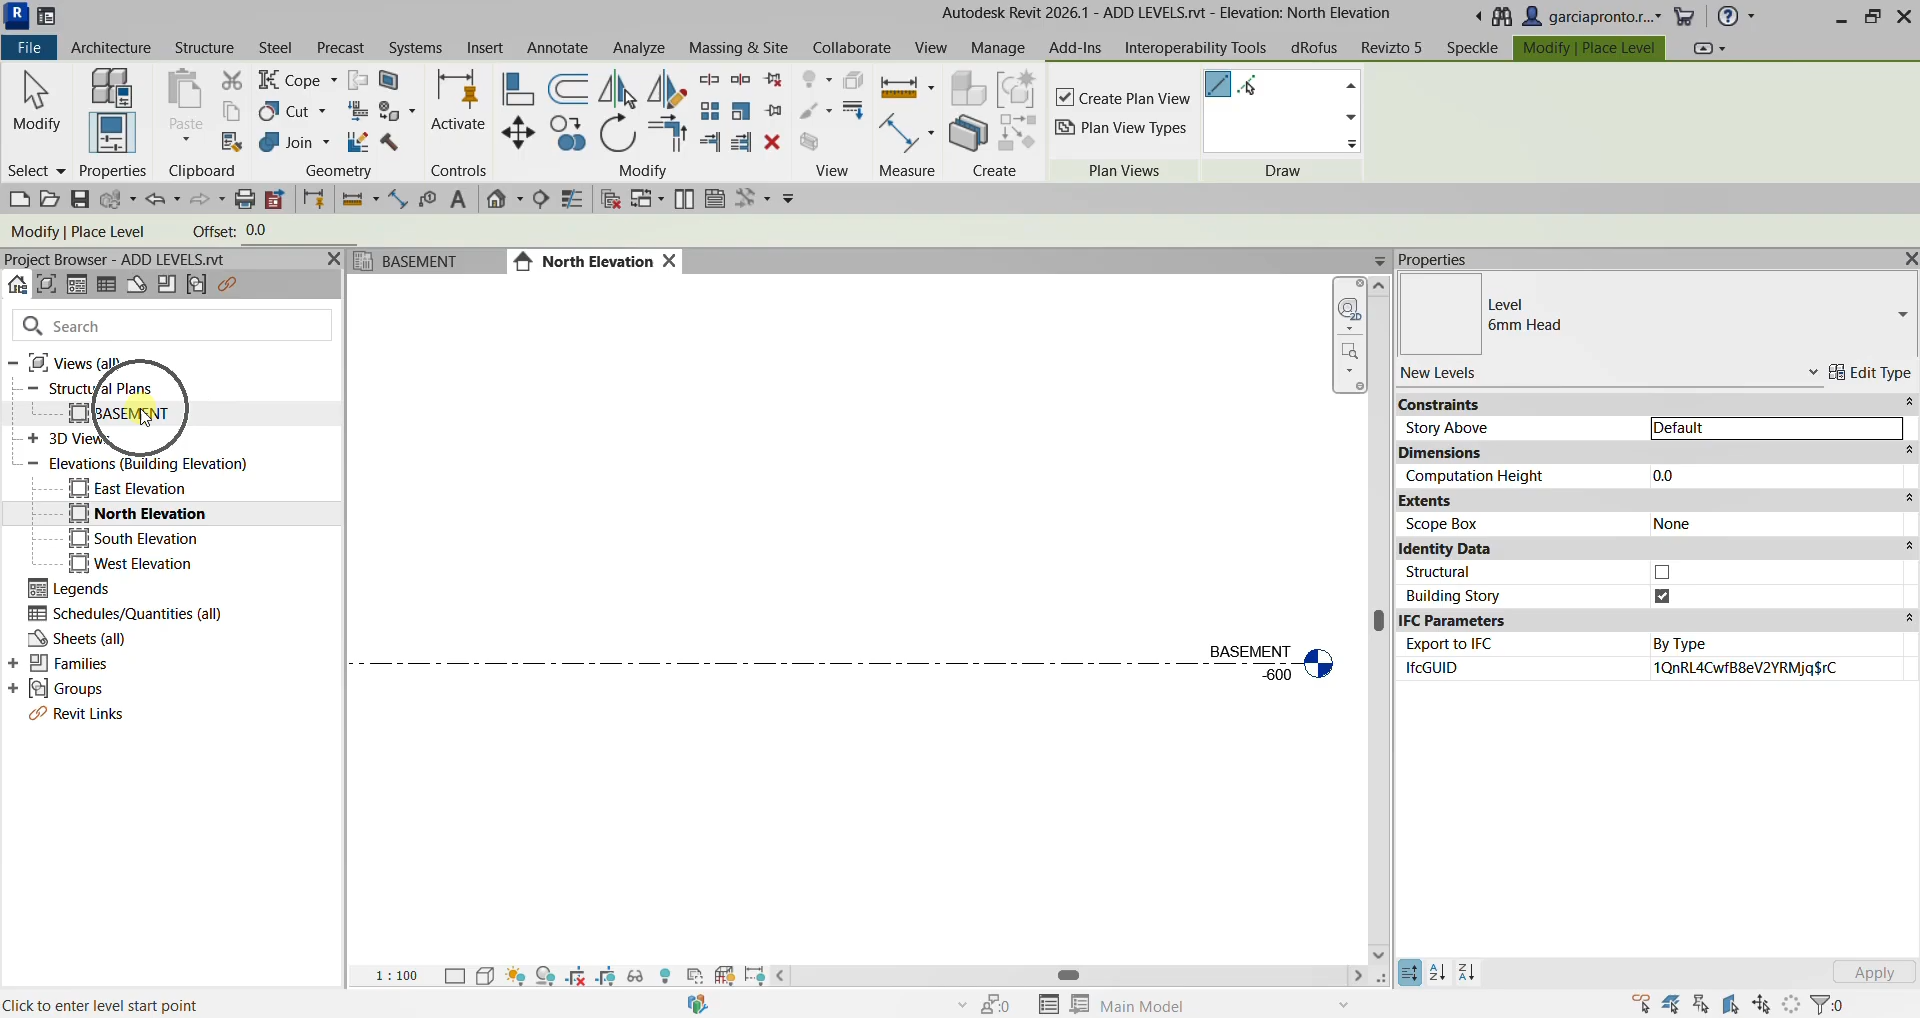 Autodesk Revit 2026.1 - ADD LEVELS.rvt - Elevation: North Elevation
garciapronto.r...
File Architecture Structure Steel Precast Systems Insert Annotate Analyze Massing & Site Collaborate View Manage Add-Ins Interoperability Tools dRofus Revizto 5 Speckle Modify | Place Level
Cope
Create Plan View
Cut
Modify Paste Activate
Plan View Types
Join
Select Properties Clipboard Geometry Controls Modify View Measure Create Plan Views Draw
Modify | Place Level Offset: 0.0
Project Browser - ADD LEVELS.rvt
BASEMENT North Elevation
Search
Views (all)
Structural Plans
BASEMENT
3D Views
Elevations (Building Elevation)
East Elevation
North Elevation
South Elevation
West Elevation
Legends
Schedules/Quantities (all)
Sheets (all)
Families
Groups
Revit Links
BASEMENT
-600
Properties
Level
6mm Head
New Levels Edit Type
Constraints
Story Above Default
Dimensions
Computation Height 0.0
Extents
Scope Box None
Identity Data
Structural
Building Story
IFC Parameters
Export to IFC By Type
IfcGUID 1QnRL4CwfB8eV2YRMjq$rC
1 : 100
Apply
Click to enter level start point
:0
Main Model
:0